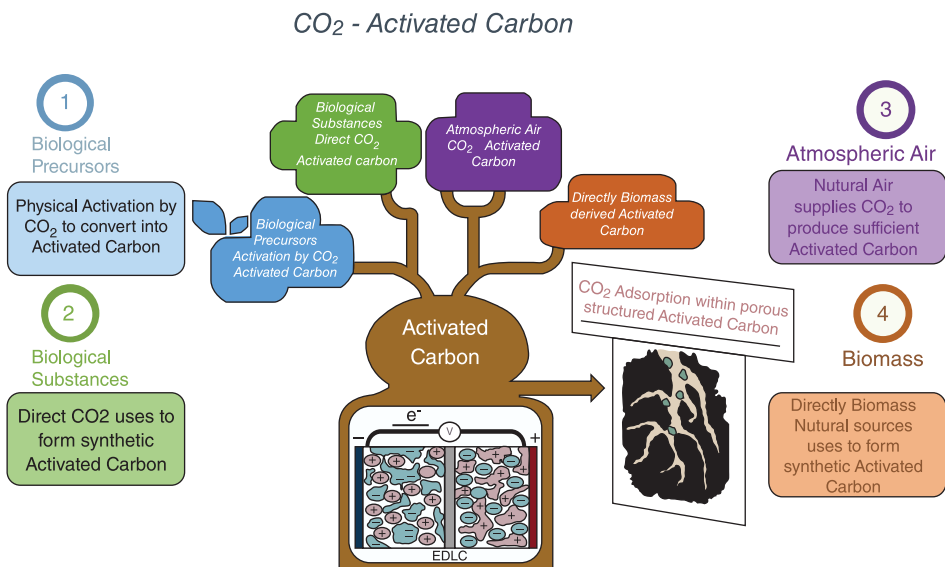 CO2 - Activated Carbon
1
Biological
Precursors
Physical Activation by
CO2 to convert into
Activated Carbon
2
Biological
Substances
Direct CO2 uses to
form synthetic
Activated Carbon
Biological
Precursors
Activation by CO2
Activated Carbon
Biological
Substances
Direct CO2
Activated carbon
Atmospheric Air
CO2 Activated
Carbon
Directly Biomass
derived Activated
Carbon
Activated
Carbon
CO2 Adsorption within porous
structured Activated Carbon
e-
− V +
EDLC
3
Atmospheric Air
Nutural Air
supplies CO2 to
produce sufficient
Activated Carbon
4
Biomass
Directly Biomass
Nutural sources
uses to form
synthetic Activated
Carbon